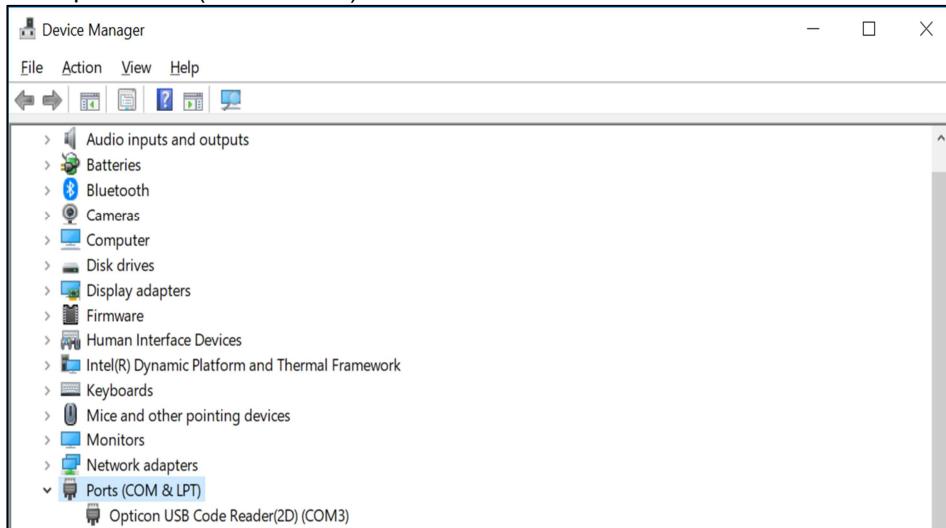 Device Manager
File Action View Help
Audio inputs and outputs
Batteries
Bluetooth
Cameras
Computer
Disk drives
Display adapters
Firmware
Human Interface Devices
Intel(R) Dynamic Platform and Thermal Framework
Keyboards
Mice and other pointing devices
Monitors
Network adapters
Ports (COM & LPT)
Opticon USB Code Reader(2D) (COM3)